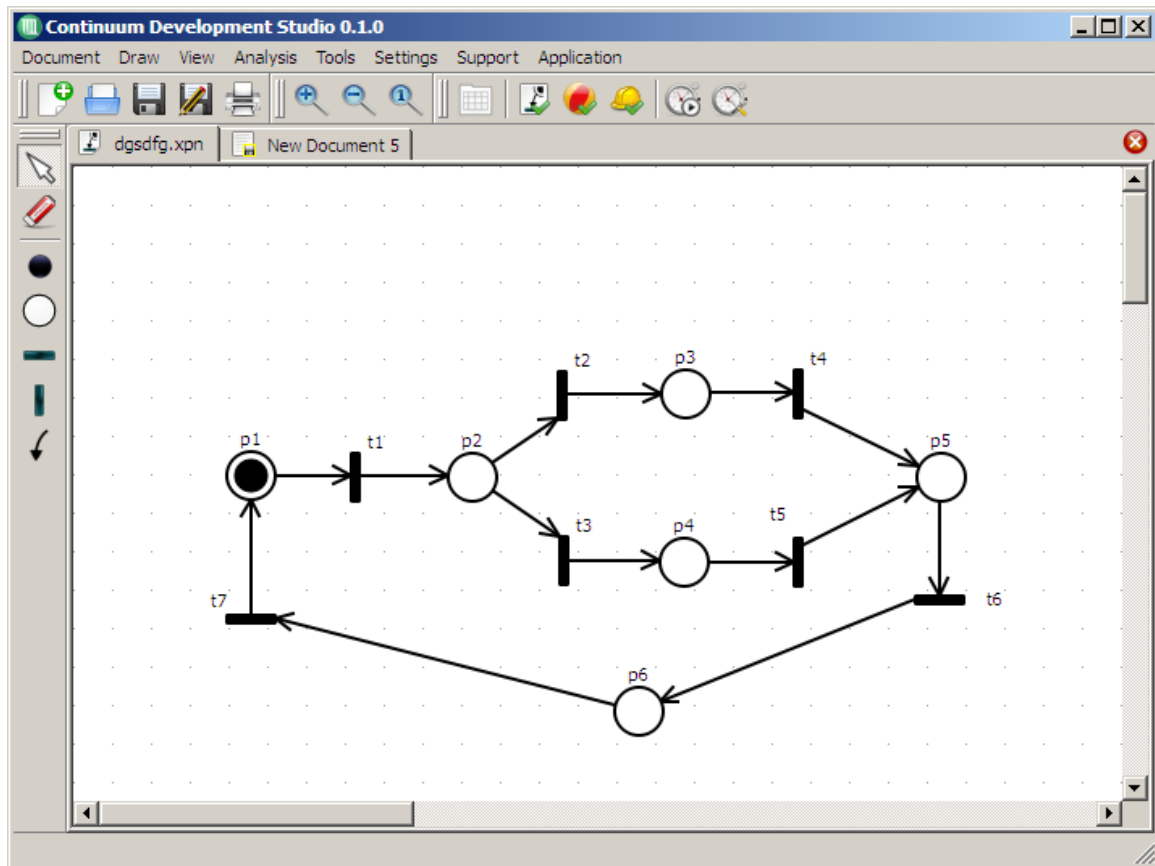 Continuum Development Studio 0.1.0
Document Draw View Analysis Tools Settings Support Application
dgsdfg.xpn New Document 5
t2 p3 t4
p1 t1 p2 p5
t3 p4 t5
t7 t6
p6